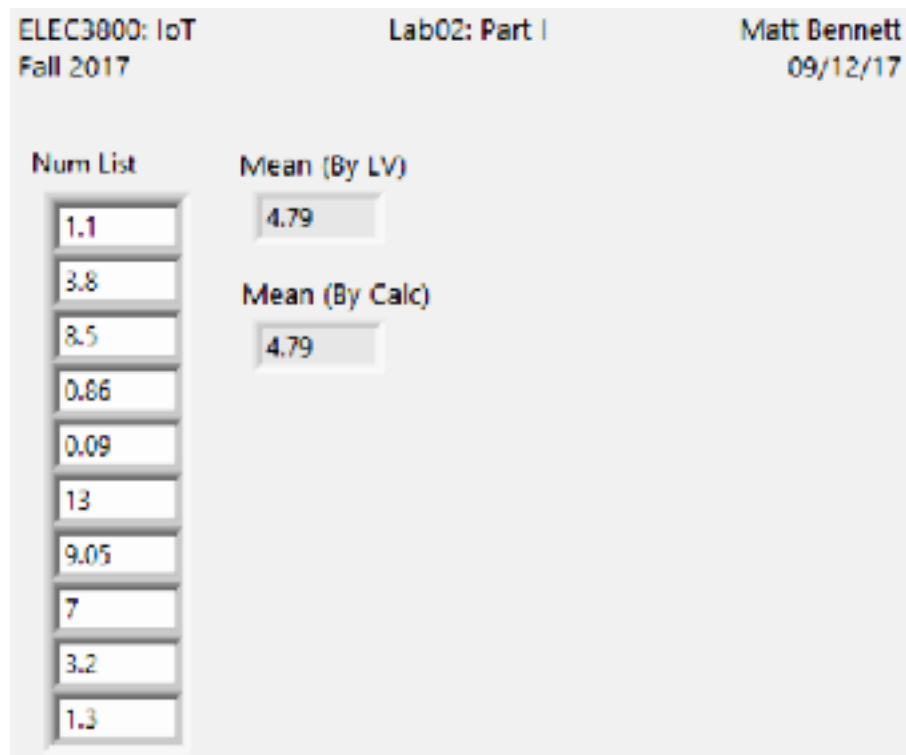 ELEC3800: IoT Lab02: Part I Matt Bennett
Fall 2017 09/12/17
Num List Mean (By LV)
1.1 4.79
3.8 Mean (By Calc)
8.5 4.79
0.86
0.09
13
9.05
7
3.2
1.3